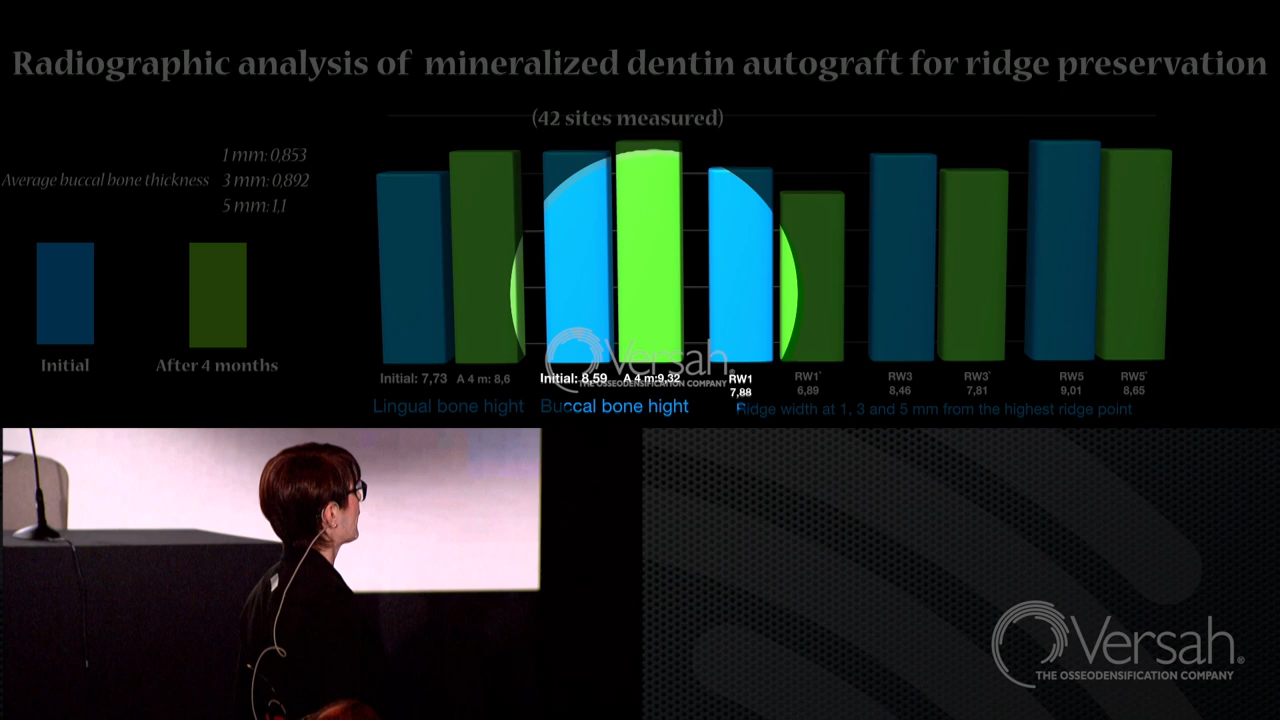 Radiographic analysis of mineralized dentin autograft for ridge preservation
(42 sites measured)
Average buccal bone thickness
1 mm: 0,853
3 mm: 0,892
5 mm: 1,1
Initial
After 4 months
Initial: 7,73
A 4 m: 8,6
Initial: 8,59
A 4 m:9,32
RW1
7,88
RW1'
6,89
RW3
8,46
RW3'
7,81
RW5
9,01
RW5'
8,65
Lingual bone hight
Buccal bone hight
Ridge width at 1, 3 and 5 mm from the highest ridge point
Versah®
THE OSSEODENSIFICATION COMPANY
Versah®
THE OSSEODENSIFICATION COMPANY